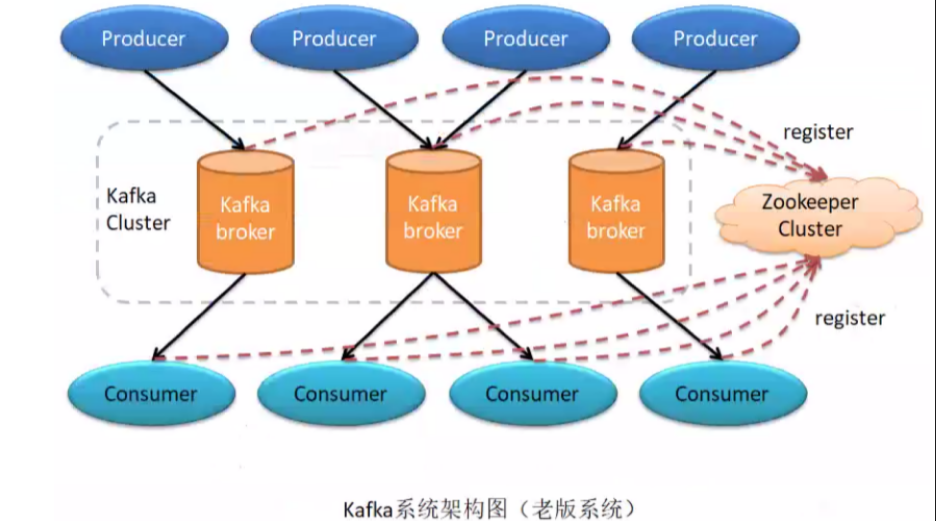 Producer
Producer
Producer
Producer
register
Kafka
Cluster
Kafka
broker
Kafka
broker
Kafka
broker
Zookeeper
Cluster
register
Consumer
Consumer
Consumer
Consumer
Kafka系统架构图（老版系统）